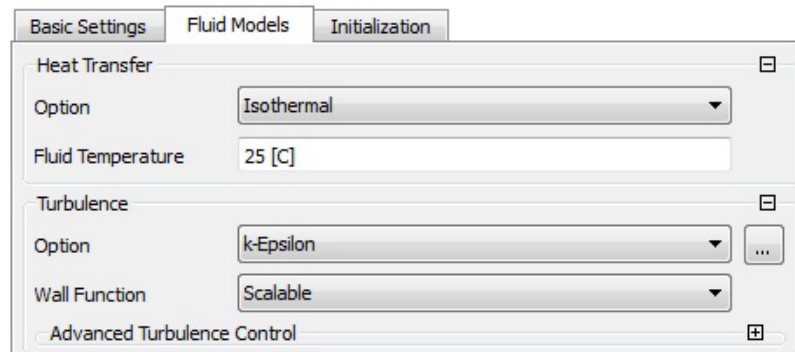 Basic Settings Fluid Models Initialization
Heat Transfer
Option Isothermal
Fluid Temperature 25 [C]
Turbulence
Option k-Epsilon ...
Wall Function Scalable
Advanced Turbulence Control